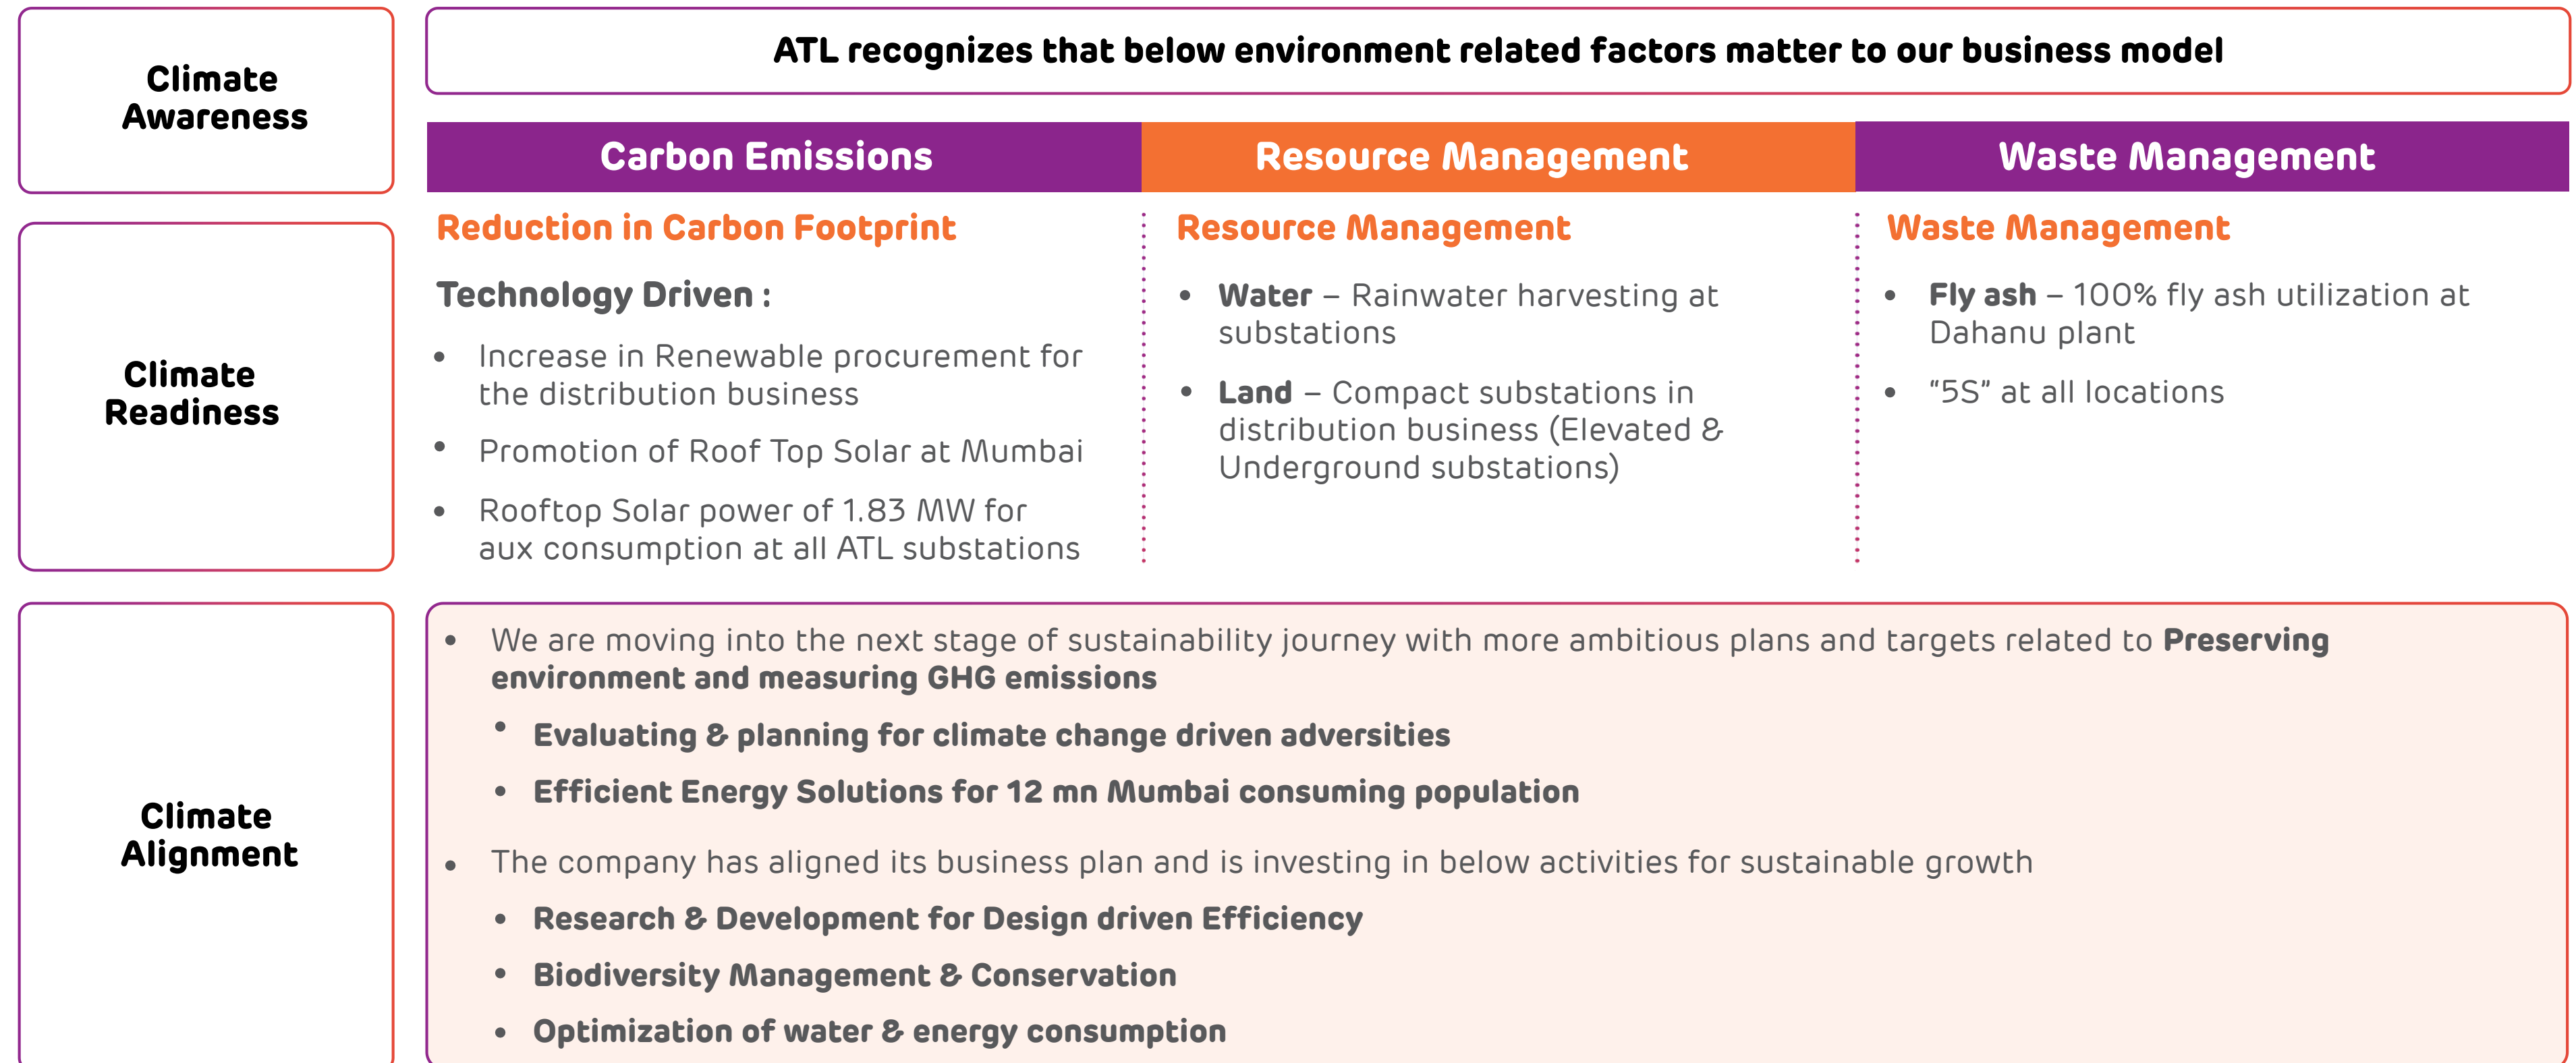 Climate
Awareness
ATL recognizes that below environment related factors matter to our business model
Carbon Emissions
Resource Management
Waste Management
Climate
Readiness
Reduction in Carbon Footprint
Technology Driven :
• Increase in Renewable procurement for
the distribution business
• Promotion of Roof Top Solar at Mumbai
• Rooftop Solar power of 1.83 MW for
aux consumption at all ATL substations
Resource Management
• Water – Rainwater harvesting at
substations
• Land – Compact substations in
distribution business (Elevated &
Underground substations)
Waste Management
• Fly ash – 100% fly ash utilization at
Dahanu plant
• “5S” at all locations
Climate
Alignment
• We are moving into the next stage of sustainability journey with more ambitious plans and targets related to Preserving
environment and measuring GHG emissions
• Evaluating & planning for climate change driven adversities
• Efficient Energy Solutions for 12 mn Mumbai consuming population
• The company has aligned its business plan and is investing in below activities for sustainable growth
• Research & Development for Design driven Efficiency
• Biodiversity Management & Conservation
• Optimization of water & energy consumption